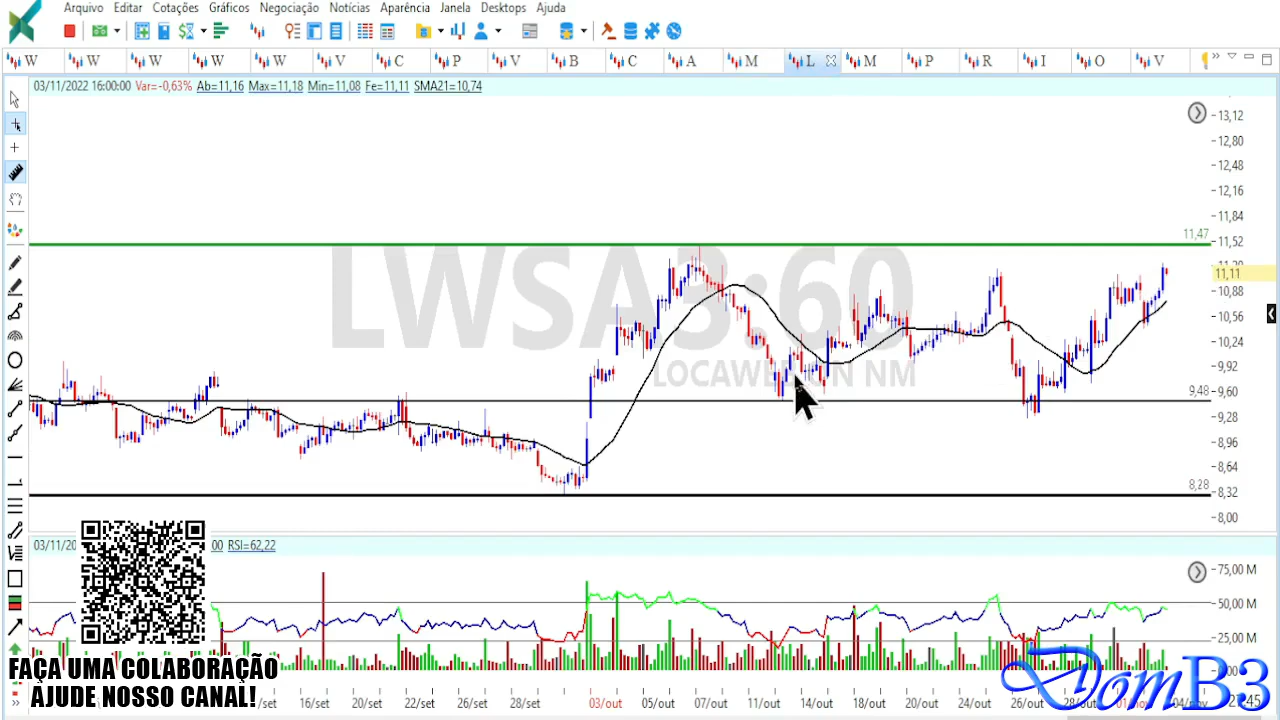 Arquivo Editar Cotações Gráficos Negociação Notícias Aparência Janela Desktops Ajuda
W W W W W V C P V B C A M L M P R I O V
03/11/2022 16:00:00 Var=-0,63% Ab=11,16 Max=11,18 Min=11,08 Fe=11,11 SMA21=10,74
13,12
12,80
12,48
12,16
11,84
11,47
11,52
11,11
10,88
10,56
10,24
9,92
9,48
9,60
9,28
8,96
8,64
8,28
8,32
8,00
LWSA3:60
LOCAWEB ON NM
00 RSI=62,22
75,00 M
50,00 M
25,00 M
FAÇA UMA COLABORAÇÃO
AJUDE NOSSO CANAL!
16/set 20/set 22/set 26/set 28/set 03/out 05/out 07/out 11/out 14/out 18/out 20/out 24/out 26/out
DomB3